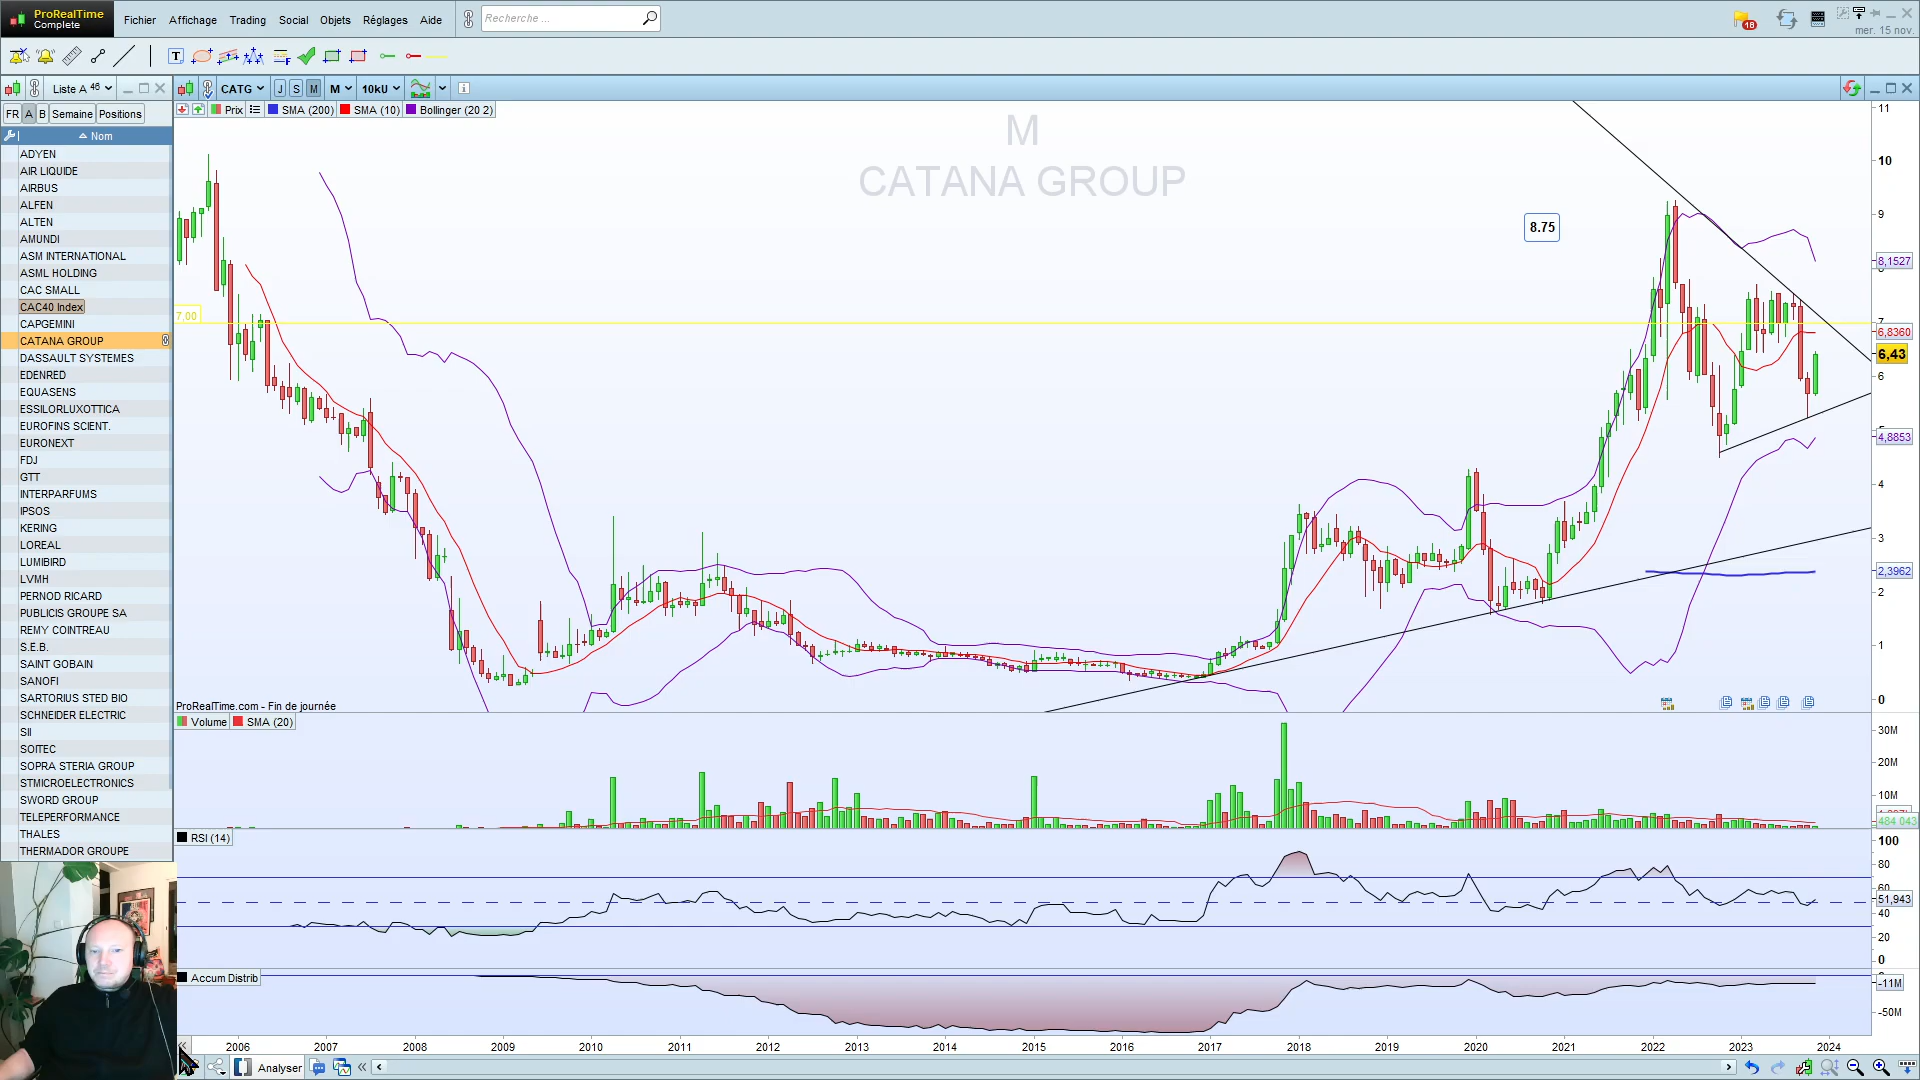 ProRealTime
Complete
Fichier Affichage Trading Social Objets Réglages Aide
Recherche ...
18
mer. 15 nov.
T
F
Liste A 46
CATG J S M M 10kU
FR A B Semaine Positions
Prix SMA (200) SMA (10) Bollinger (20 2)
Nom
ADYEN
AIR LIQUIDE
AIRBUS
ALFEN
ALTEN
AMUNDI
ASM INTERNATIONAL
ASML HOLDING
CAC SMALL
CAC40 Index
CAPGEMINI
CATANA GROUP
DASSAULT SYSTEMES
EDENRED
EQUASENS
ESSILORLUXOTTICA
EUROFINS SCIENT.
EURONEXT
FDJ
GTT
INTERPARFUMS
IPSOS
KERING
LOREAL
LUMIBIRD
LVMH
PERNOD RICARD
PUBLICIS GROUPE SA
REMY COINTREAU
S.E.B.
SAINT GOBAIN
SANOFI
SARTORIUS STED BIO
SCHNEIDER ELECTRIC
SII
SOITEC
SOPRA STERIA GROUP
STMICROELECTRONICS
SWORD GROUP
TELEPERFORMANCE
THALES
THERMADOR GROUPE
M
CATANA GROUP
8.75
7,00
11
10
9
8,1527
7
6,8360
6,43
6
4,8853
4
3
2,3962
2
1
0
ProRealTime.com - Fin de journée
Volume SMA (20)
30M
20M
10M
484 043
RSI (14)
100
80
60
51,943
40
20
0
Accum Distrib
-11M
-50M
2006 2007 2008 2009 2010 2011 2012 2013 2014 2015 2016 2017 2018 2019 2020 2021 2022 2023 2024
Analyser